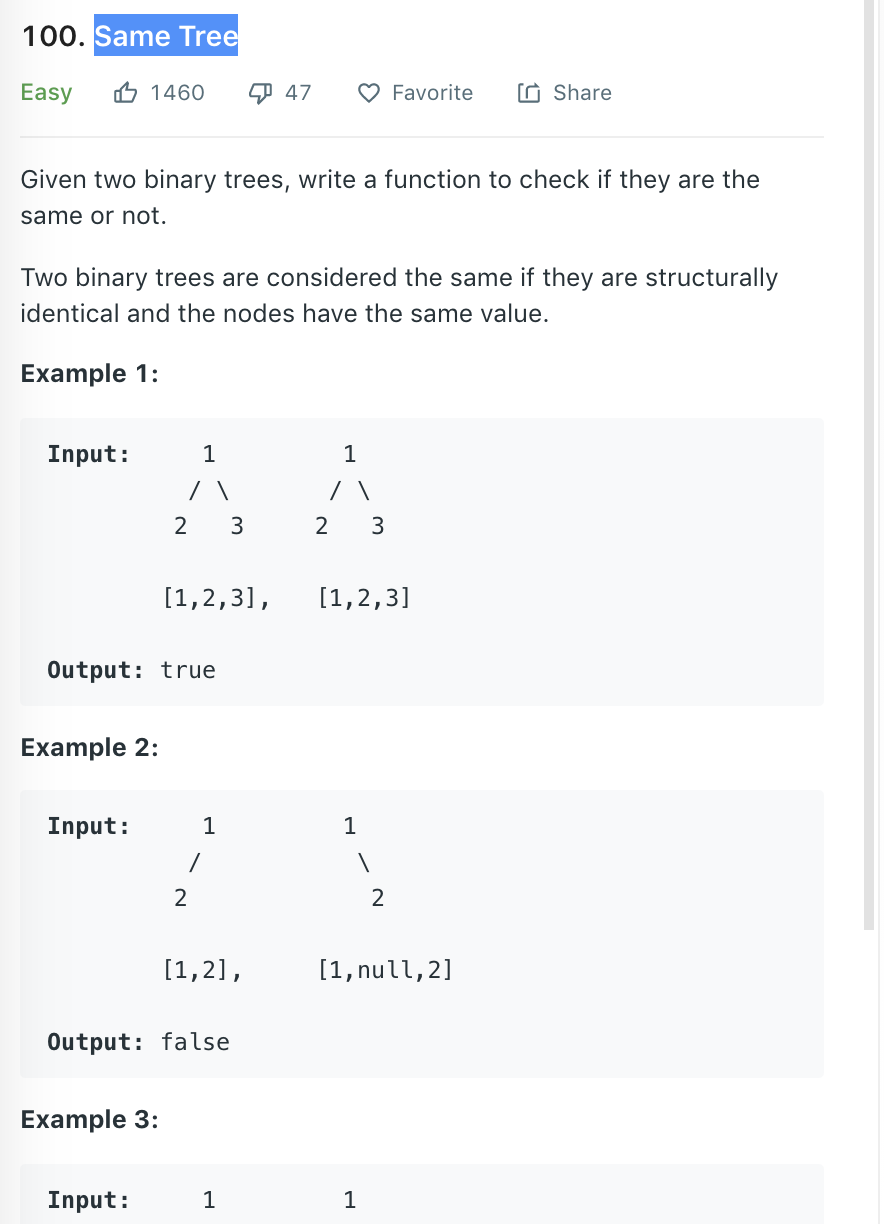 100. Same Tree
Easy 1460 47 Favorite Share
Given two binary trees, write a function to check if they are the
same or not.
Two binary trees are considered the same if they are structurally
identical and the nodes have the same value.
Example 1:
Input:     1         1
          / \       / \
         2   3     2   3
        [1,2,3],   [1,2,3]
Output: true
Example 2:
Input:     1         1
          /           \
         2             2
        [1,2],     [1,null,2]
Output: false
Example 3:
Input:     1         1